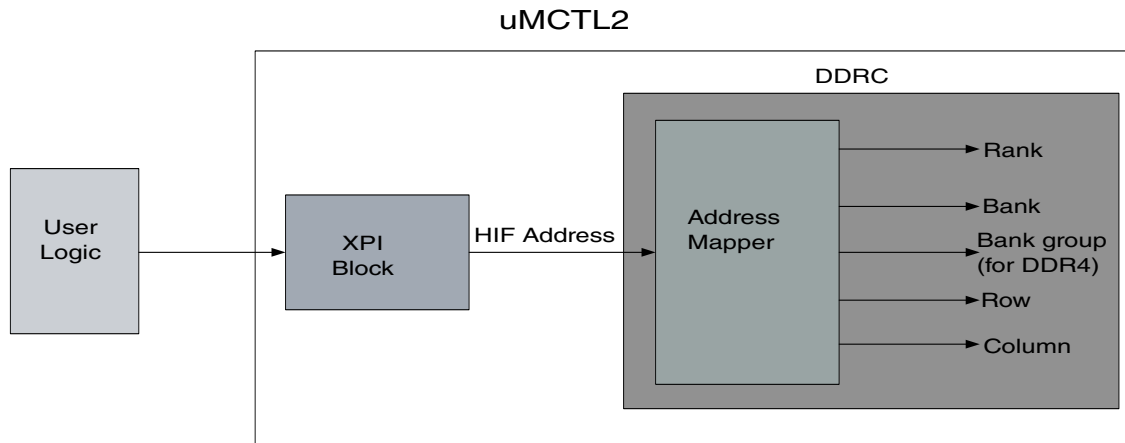 uMCTL2
DDRC
User
Logic
XPI
Block
HIF Address
Address
Mapper
Rank
Bank
Bank group
(for DDR4)
Row
Column